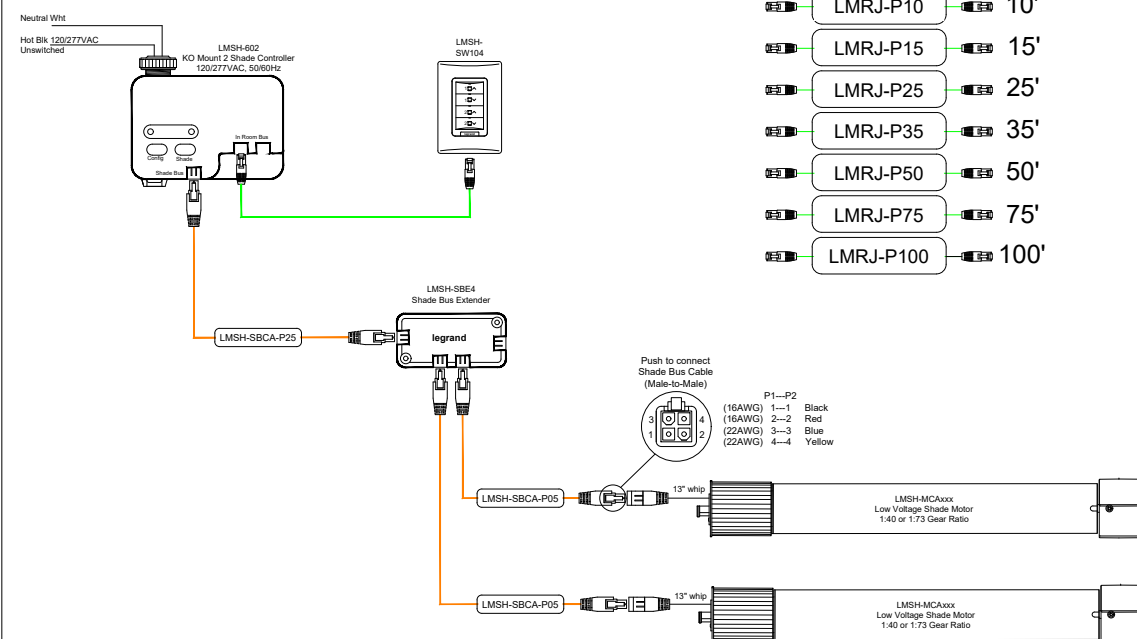 Neutral Wht
Hot Blk 120/277VAC
Unswitched
LMSH-602
KO Mount 2 Shade Controller
120/277VAC, 50/60Hz
In Room Bus
Config
Shade
Shade Bus
LMSH-
SW104
LMRJ-P10 10'
LMRJ-P15 15'
LMRJ-P25 25'
LMRJ-P35 35'
LMRJ-P50 50'
LMRJ-P75 75'
LMRJ-P100 100'
LMSH-SBE4
Shade Bus Extender
LMSH-SBCA-P25
legrand
Push to connect
Shade Bus Cable
(Male-to-Male)
3 4
1 2
P1---P2
(16AWG) 1---1 Black
(16AWG) 2---2 Red
(22AWG) 3---3 Blue
(22AWG) 4---4 Yellow
LMSH-SBCA-P05
13" whip
LMSH-MCAxxx
Low Voltage Shade Motor
1:40 or 1:73 Gear Ratio
LMSH-SBCA-P05
13" whip
LMSH-MCAxxx
Low Voltage Shade Motor
1:40 or 1:73 Gear Ratio